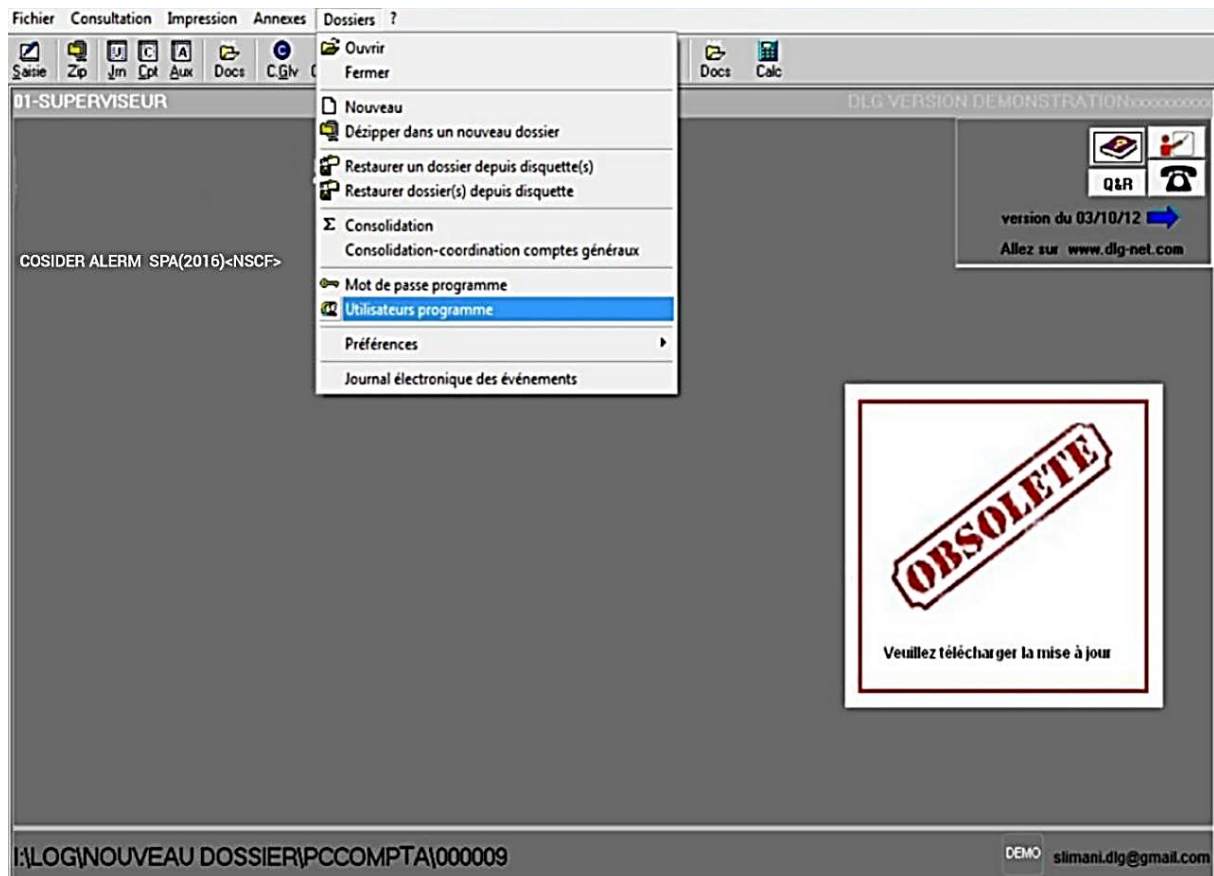 Fichier Consultation Impression Annexes Dossiers ?
Saisie Zip Jrn Cpt Aux Docs C.Glv Docs Calc
Ouvrir
Fermer
Nouveau
Dézipper dans un nouveau dossier
Restaurer un dossier depuis disquette(s)
Restaurer dossier(s) depuis disquette
Σ Consolidation
Consolidation-coordination comptes généraux
Mot de passe programme
Utilisateurs programme
Préférences
Journal électronique des événements
01-SUPERVISEUR
DLG VERSION DEMONSTRATIONxxxxxxxxxx
Q&R
version du 03/10/12
Allez sur www.dlg-net.com
COSIDER ALERM SPA(2016)<NSCF>
OBSOLETE
Veuillez télécharger la mise à jour
I:\LOG\NOUVEAU DOSSIER\PCCOMPTA\000009
DEMO slimani.dlg@gmail.com